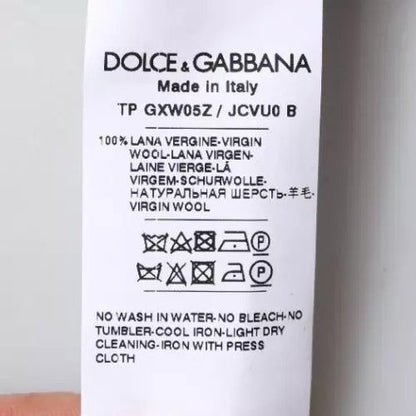 DOLCE & GABBANA
Made in Italy
TP GXW05Z / JCVU0 B
100% LANA VERGINE-VIRGIN
WOOL-LANA VIRGEN-
LAINE VIERGE-LÃ
VIRGEM-SCHURWOLLE-
НАТУРАЛЬНАЯ ШЕРСТЬ-羊毛-
VIRGIN WOOL
P
P
NO WASH IN WATER-NO BLEACH-NO
TUMBLER-COOL IRON-LIGHT DRY
CLEANING-IRON WITH PRESS
CLOTH